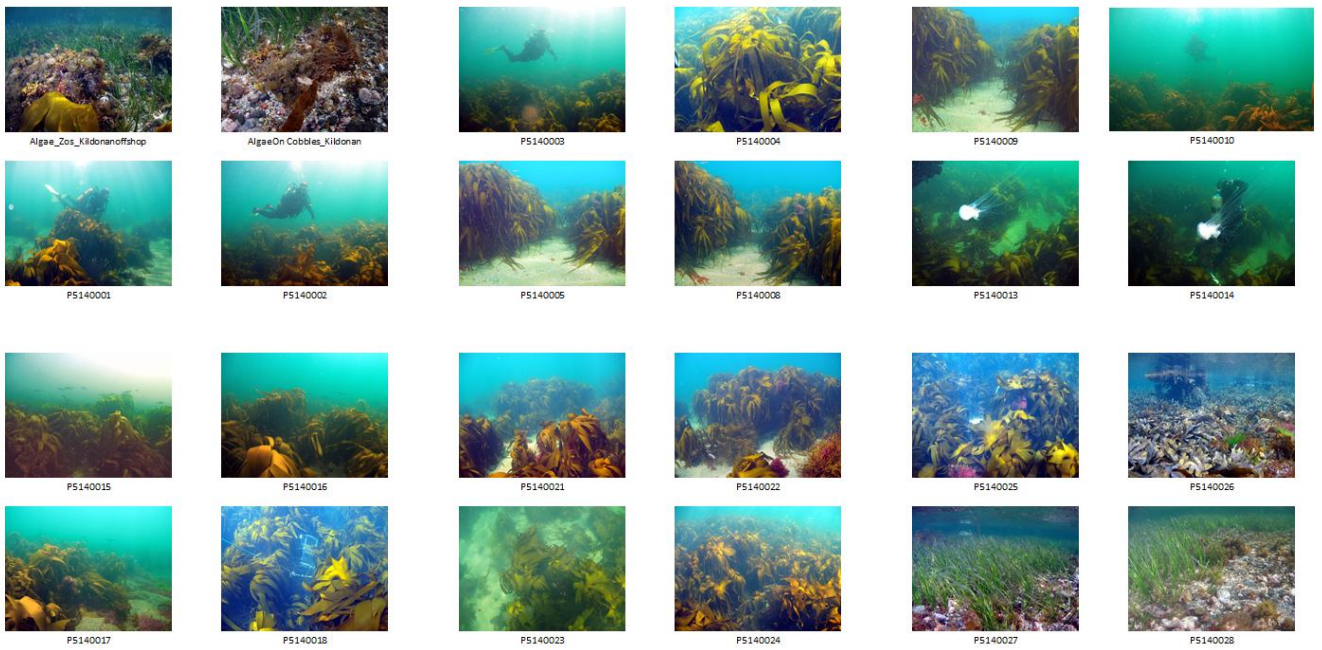 Algae_Zos_Kildonanoffshop
AlgaeOn Cobbles_Kildonan
P5140003
P5140004
P5140009
P5140010
P5140001
P5140002
P5140005
P5140008
P5140013
P5140014
P5140015
P5140016
P5140021
P5140022
P5140025
P5140026
P5140017
P5140018
P5140023
P5140024
P5140027
P5140028